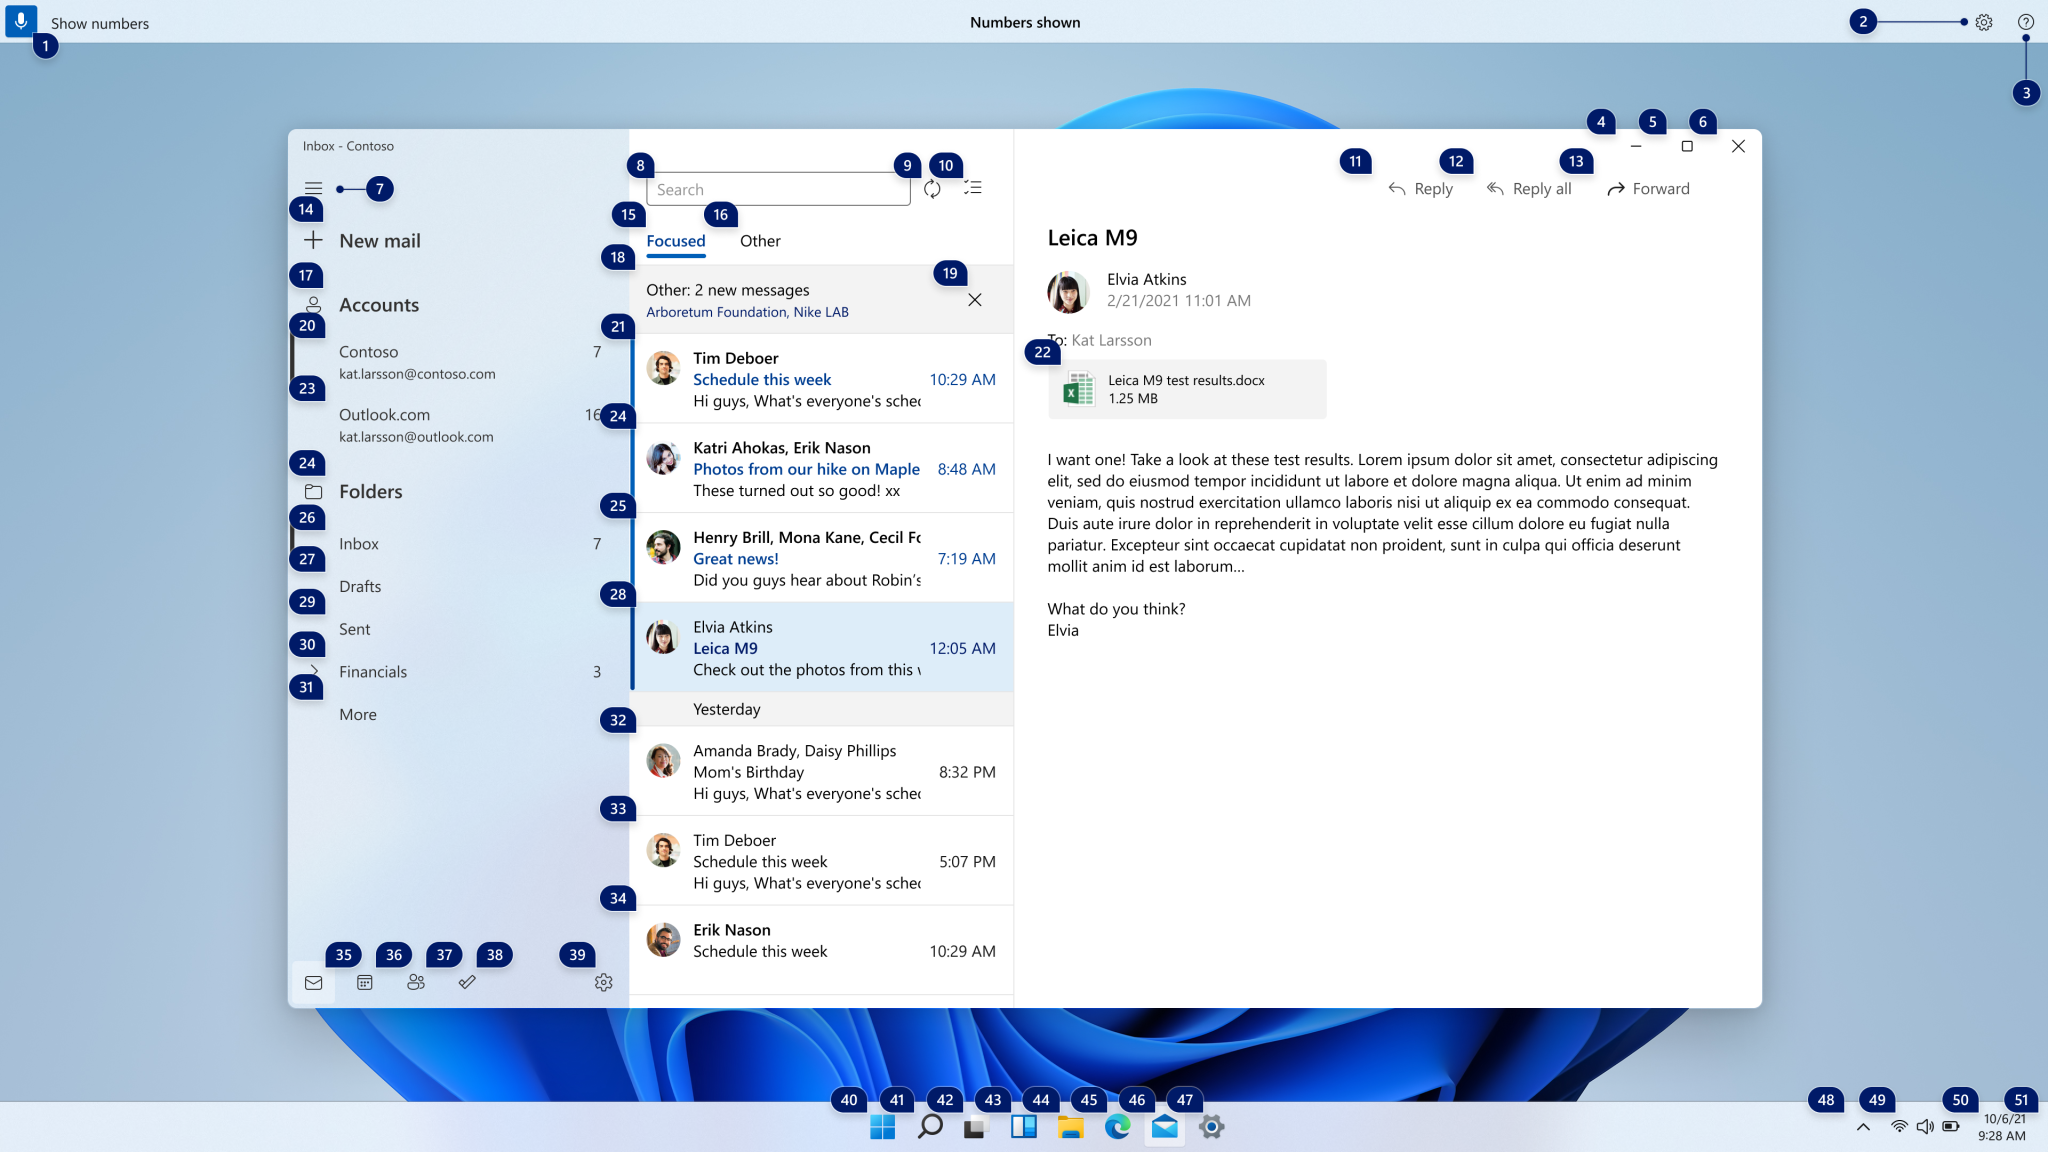 Show numbers
Numbers shown
1
2
3
4
5
6
Inbox - Contoso
7
8
Search
9
10
11
Reply
12
Reply all
13
Forward
14
New mail
15
Focused
16
Other
17
Accounts
18
Other: 2 new messages
Arboretum Foundation, Nike LAB
19
20
Contoso 7
kat.larsson@contoso.com
23
Outlook.com 16
kat.larsson@outlook.com
24
Folders
26
Inbox 7
27
Drafts
29
Sent
30
Financials 3
31
More
35
36
37
38
39
21
Tim Deboer
Schedule this week 10:29 AM
Hi guys, What's everyone's sched
24
Katri Ahokas, Erik Nason
Photos from our hike on Maple 8:48 AM
These turned out so good! xx
25
Henry Brill, Mona Kane, Cecil Fo
Great news! 7:19 AM
Did you guys hear about Robin's
28
Elvia Atkins
Leica M9 12:05 AM
Check out the photos from this
Yesterday
32
Amanda Brady, Daisy Phillips
Mom's Birthday 8:32 PM
Hi guys, What's everyone's sched
33
Tim Deboer
Schedule this week 5:07 PM
Hi guys, What's everyone's sched
34
Erik Nason
Schedule this week 10:29 AM
Leica M9
Elvia Atkins
2/21/2021 11:01 AM
To: Kat Larsson
22
Leica M9 test results.docx
1.25 MB
I want one! Take a look at these test results. Lorem ipsum dolor sit amet, consectetur adipiscing
elit, sed do eiusmod tempor incididunt ut labore et dolore magna aliqua. Ut enim ad minim
veniam, quis nostrud exercitation ullamco laboris nisi ut aliquip ex ea commodo consequat.
Duis aute irure dolor in reprehenderit in voluptate velit esse cillum dolore eu fugiat nulla
pariatur. Excepteur sint occaecat cupidatat non proident, sunt in culpa qui officia deserunt
mollit anim id est laborum...
What do you think?
Elvia
40
41
42
43
44
45
46
47
48
49
50
51
10/6/21
9:28 AM